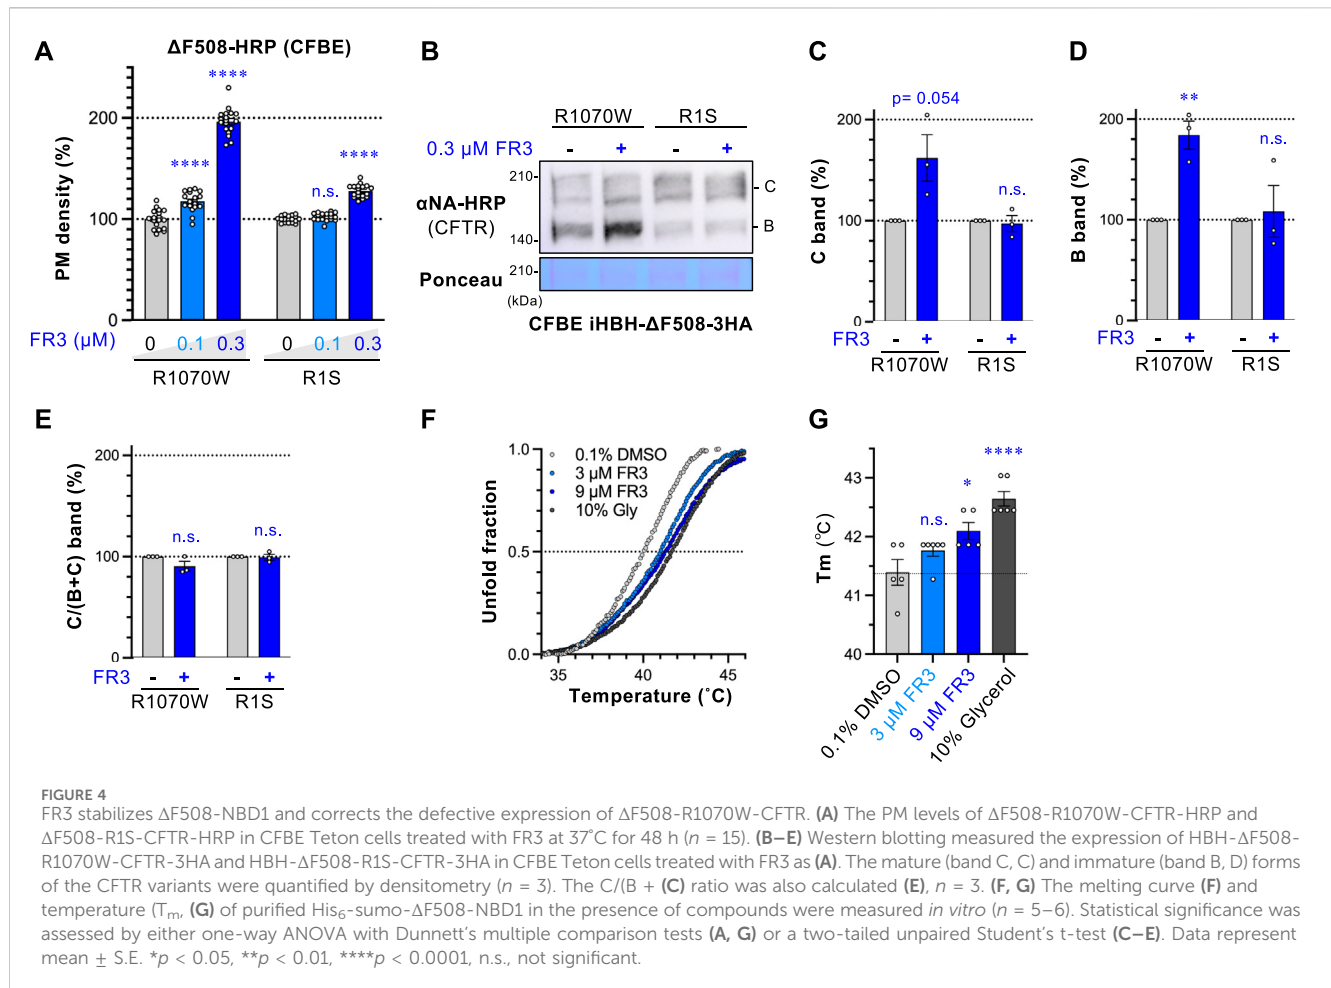 A
ΔF508-HRP (CFBE)
PM density (%)
200
100
0
****
****
n.s.
****
FR3 (µM)
0 0.1 0.3 0 0.1 0.3
R1070W R1S
B
R1070W R1S
0.3 µM FR3 - + - +
αNA-HRP
(CFTR)
210-
140-
C
B
Ponceau
210-
(kDa)
CFBE iHBH-ΔF508-3HA
C
p= 0.054
n.s.
C band (%)
200
100
0
FR3 - + - +
R1070W R1S
D
**
n.s.
B band (%)
200
100
0
FR3 - + - +
R1070W R1S
E
C/(B+C) band (%)
200
100
0
n.s. n.s.
FR3 - + - +
R1070W R1S
F
Unfold fraction
1.0
0.5
0.0
0.1% DMSO
3 µM FR3
9 µM FR3
10% Gly
35 40 45
Temperature (˚C)
G
Tm (°C)
43
42
41
40
n.s.
*
****
0.1% DMSO
3 µM FR3
9 µM FR3
10% Glycerol
FIGURE 4
FR3 stabilizes ΔF508-NBD1 and corrects the defective expression of ΔF508-R1070W-CFTR. (A) The PM levels of ΔF508-R1070W-CFTR-HRP and
ΔF508-R1S-CFTR-HRP in CFBE Teton cells treated with FR3 at 37˚C for 48 h (n = 15). (B–E) Western blotting measured the expression of HBH-ΔF508-
R1070W-CFTR-3HA and HBH-ΔF508-R1S-CFTR-3HA in CFBE Teton cells treated with FR3 as (A). The mature (band C, C) and immature (band B, D) forms
of the CFTR variants were quantified by densitometry (n = 3). The C/(B + (C) ratio was also calculated (E), n = 3. (F, G) The melting curve (F) and
temperature (Tm, (G) of purified His6-sumo-ΔF508-NBD1 in the presence of compounds were measured in vitro (n = 5–6). Statistical significance was
assessed by either one-way ANOVA with Dunnett's multiple comparison tests (A, G) or a two-tailed unpaired Student's t-test (C–E). Data represent
mean ± S.E. *p < 0.05, **p < 0.01, ****p < 0.0001, n.s., not significant.